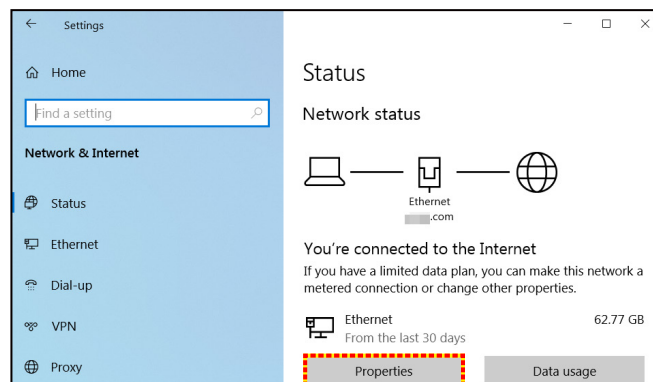 Settings
Home
Find a setting
Network & Internet
Status
Ethernet
Dial-up
VPN
Proxy
Status
Network status
Ethernet
.com
You're connected to the Internet
If you have a limited data plan, you can make this network a
metered connection or change other properties.
Ethernet 62.77 GB
From the last 30 days
Properties Data usage